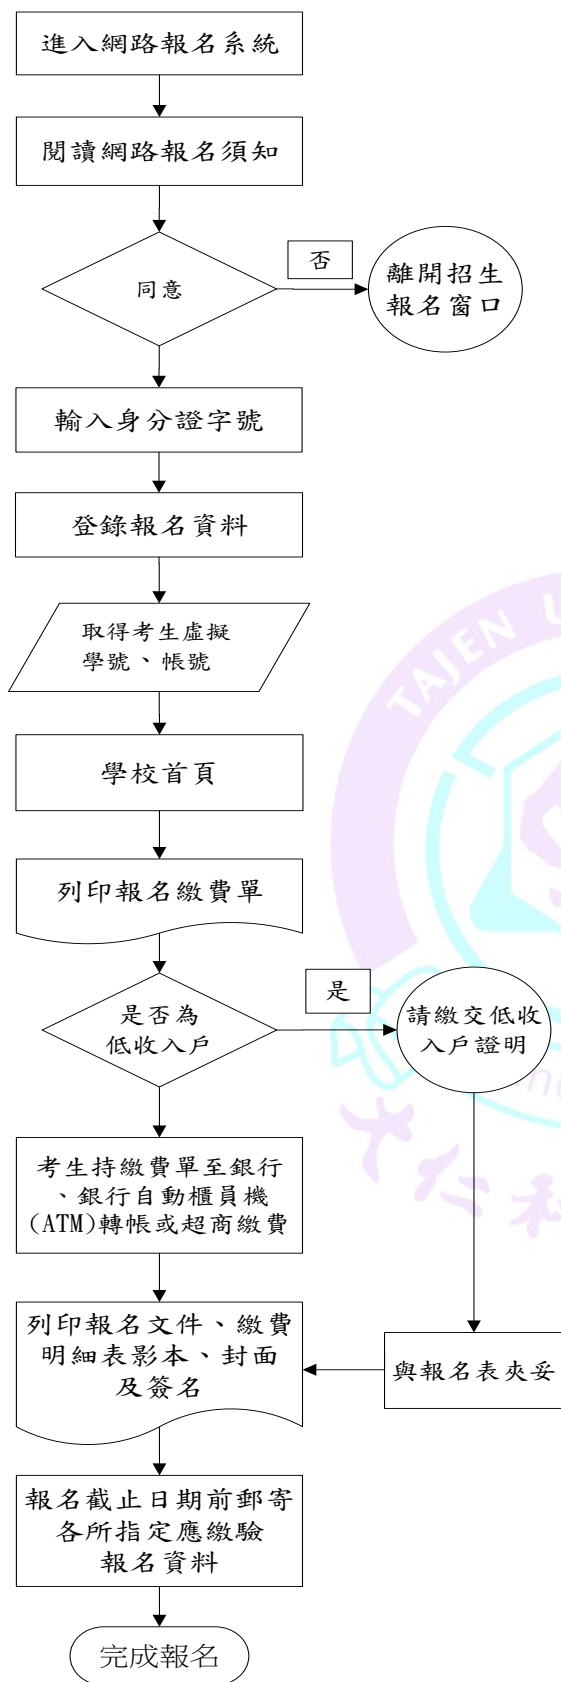 進入網路報名系統
閱讀網路報名須知
同意
否
離開招生
報名窗口
輸入身分證字號
登錄報名資料
取得考生虛擬
學號、帳號
學校首頁
列印報名繳費單
是否為
低收入戶
是
請繳交低收
入戶證明
考生持繳費單至銀行
、銀行自動櫃員機
(ATM)轉帳或超商繳費
列印報名文件、繳費
明細表影本、封面
及簽名
與報名表夾妥
報名截止日期前郵寄
各所指定應繳驗
報名資料
完成報名
TAJEN U
大仁科